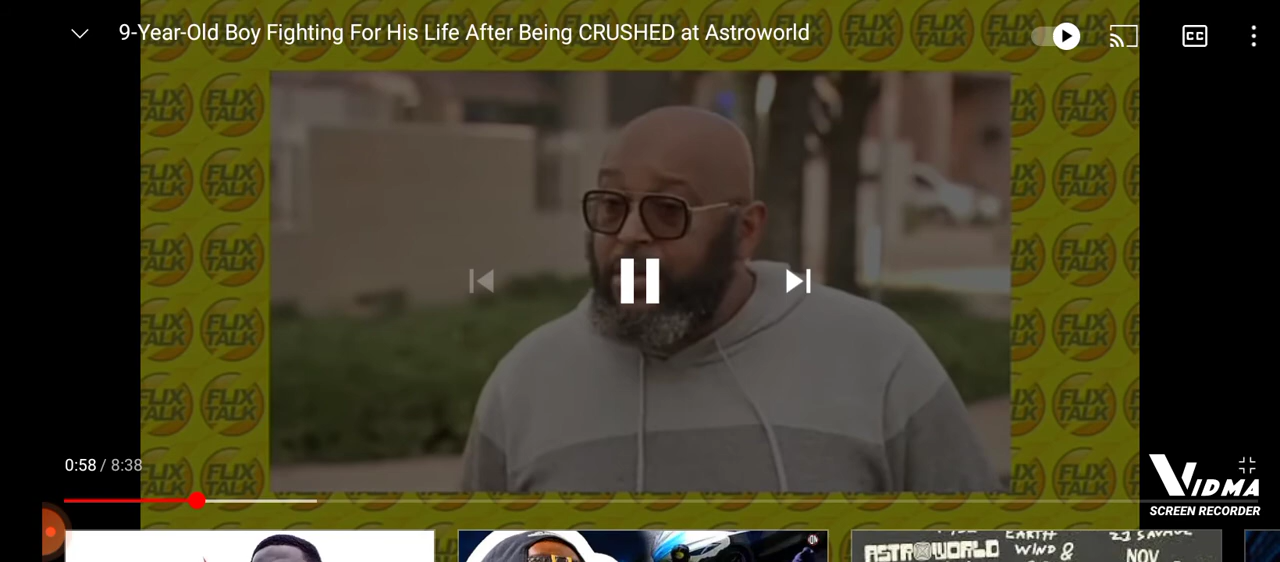 9-Year-Old Boy Fighting For His Life After Being CRUSHED at Astroworld
CC
FLIX TALK
0:58 / 8:38
VIDMA
SCREEN RECORDER
EARTH
WIND &
21 SAVAGE
NOV
ASTROWORLD